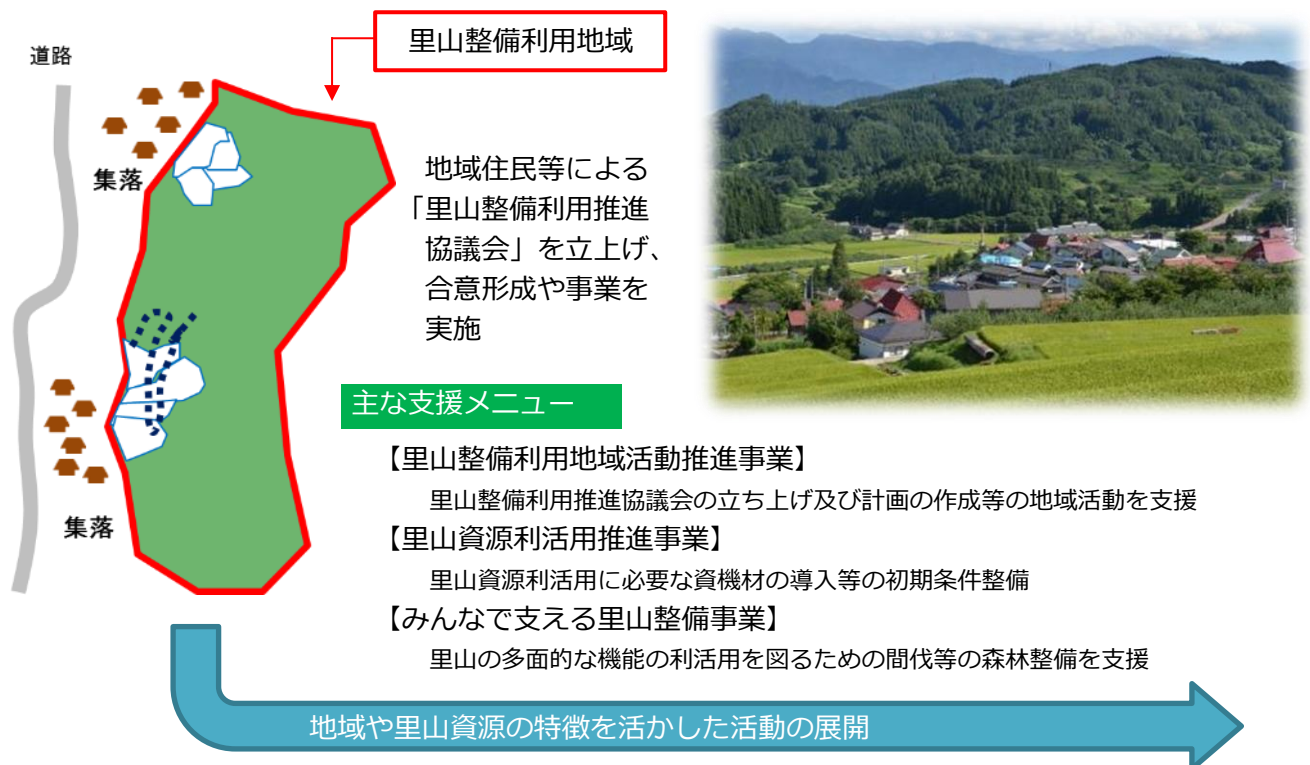 里山整備利用地域
道路
集落
地域住民等による
「里山整備利用推進
協議会」を立上げ、
合意形成や事業を
実施
集落
主な支援メニュー
【里山整備利用地域活動推進事業】
里山整備利用推進協議会の立ち上げ及び計画の作成等の地域活動を支援
【里山資源利活用推進事業】
里山資源利活用に必要な資機材の導入等の初期条件整備
【みんなで支える里山整備事業】
里山の多面的な機能の利活用を図るための間伐等の森林整備を支援
地域や里山資源の特徴を活かした活動の展開